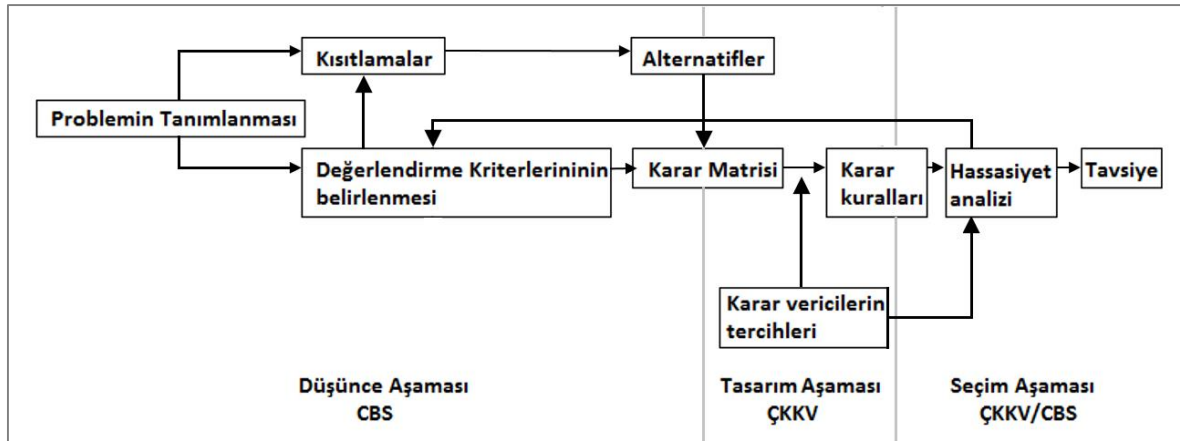 Kısıtlamalar
Alternatifler
Problemin Tanımlanması
Değerlendirme Kriterlerininin
belirlenmesi
Karar Matrisi
Karar
kuralları
Hassasiyet
analizi
Tavsiye
Karar vericilerin
tercihleri
Düşünce Aşaması
CBS
Tasarım Aşaması
ÇKKV
Seçim Aşaması
ÇKKV/CBS